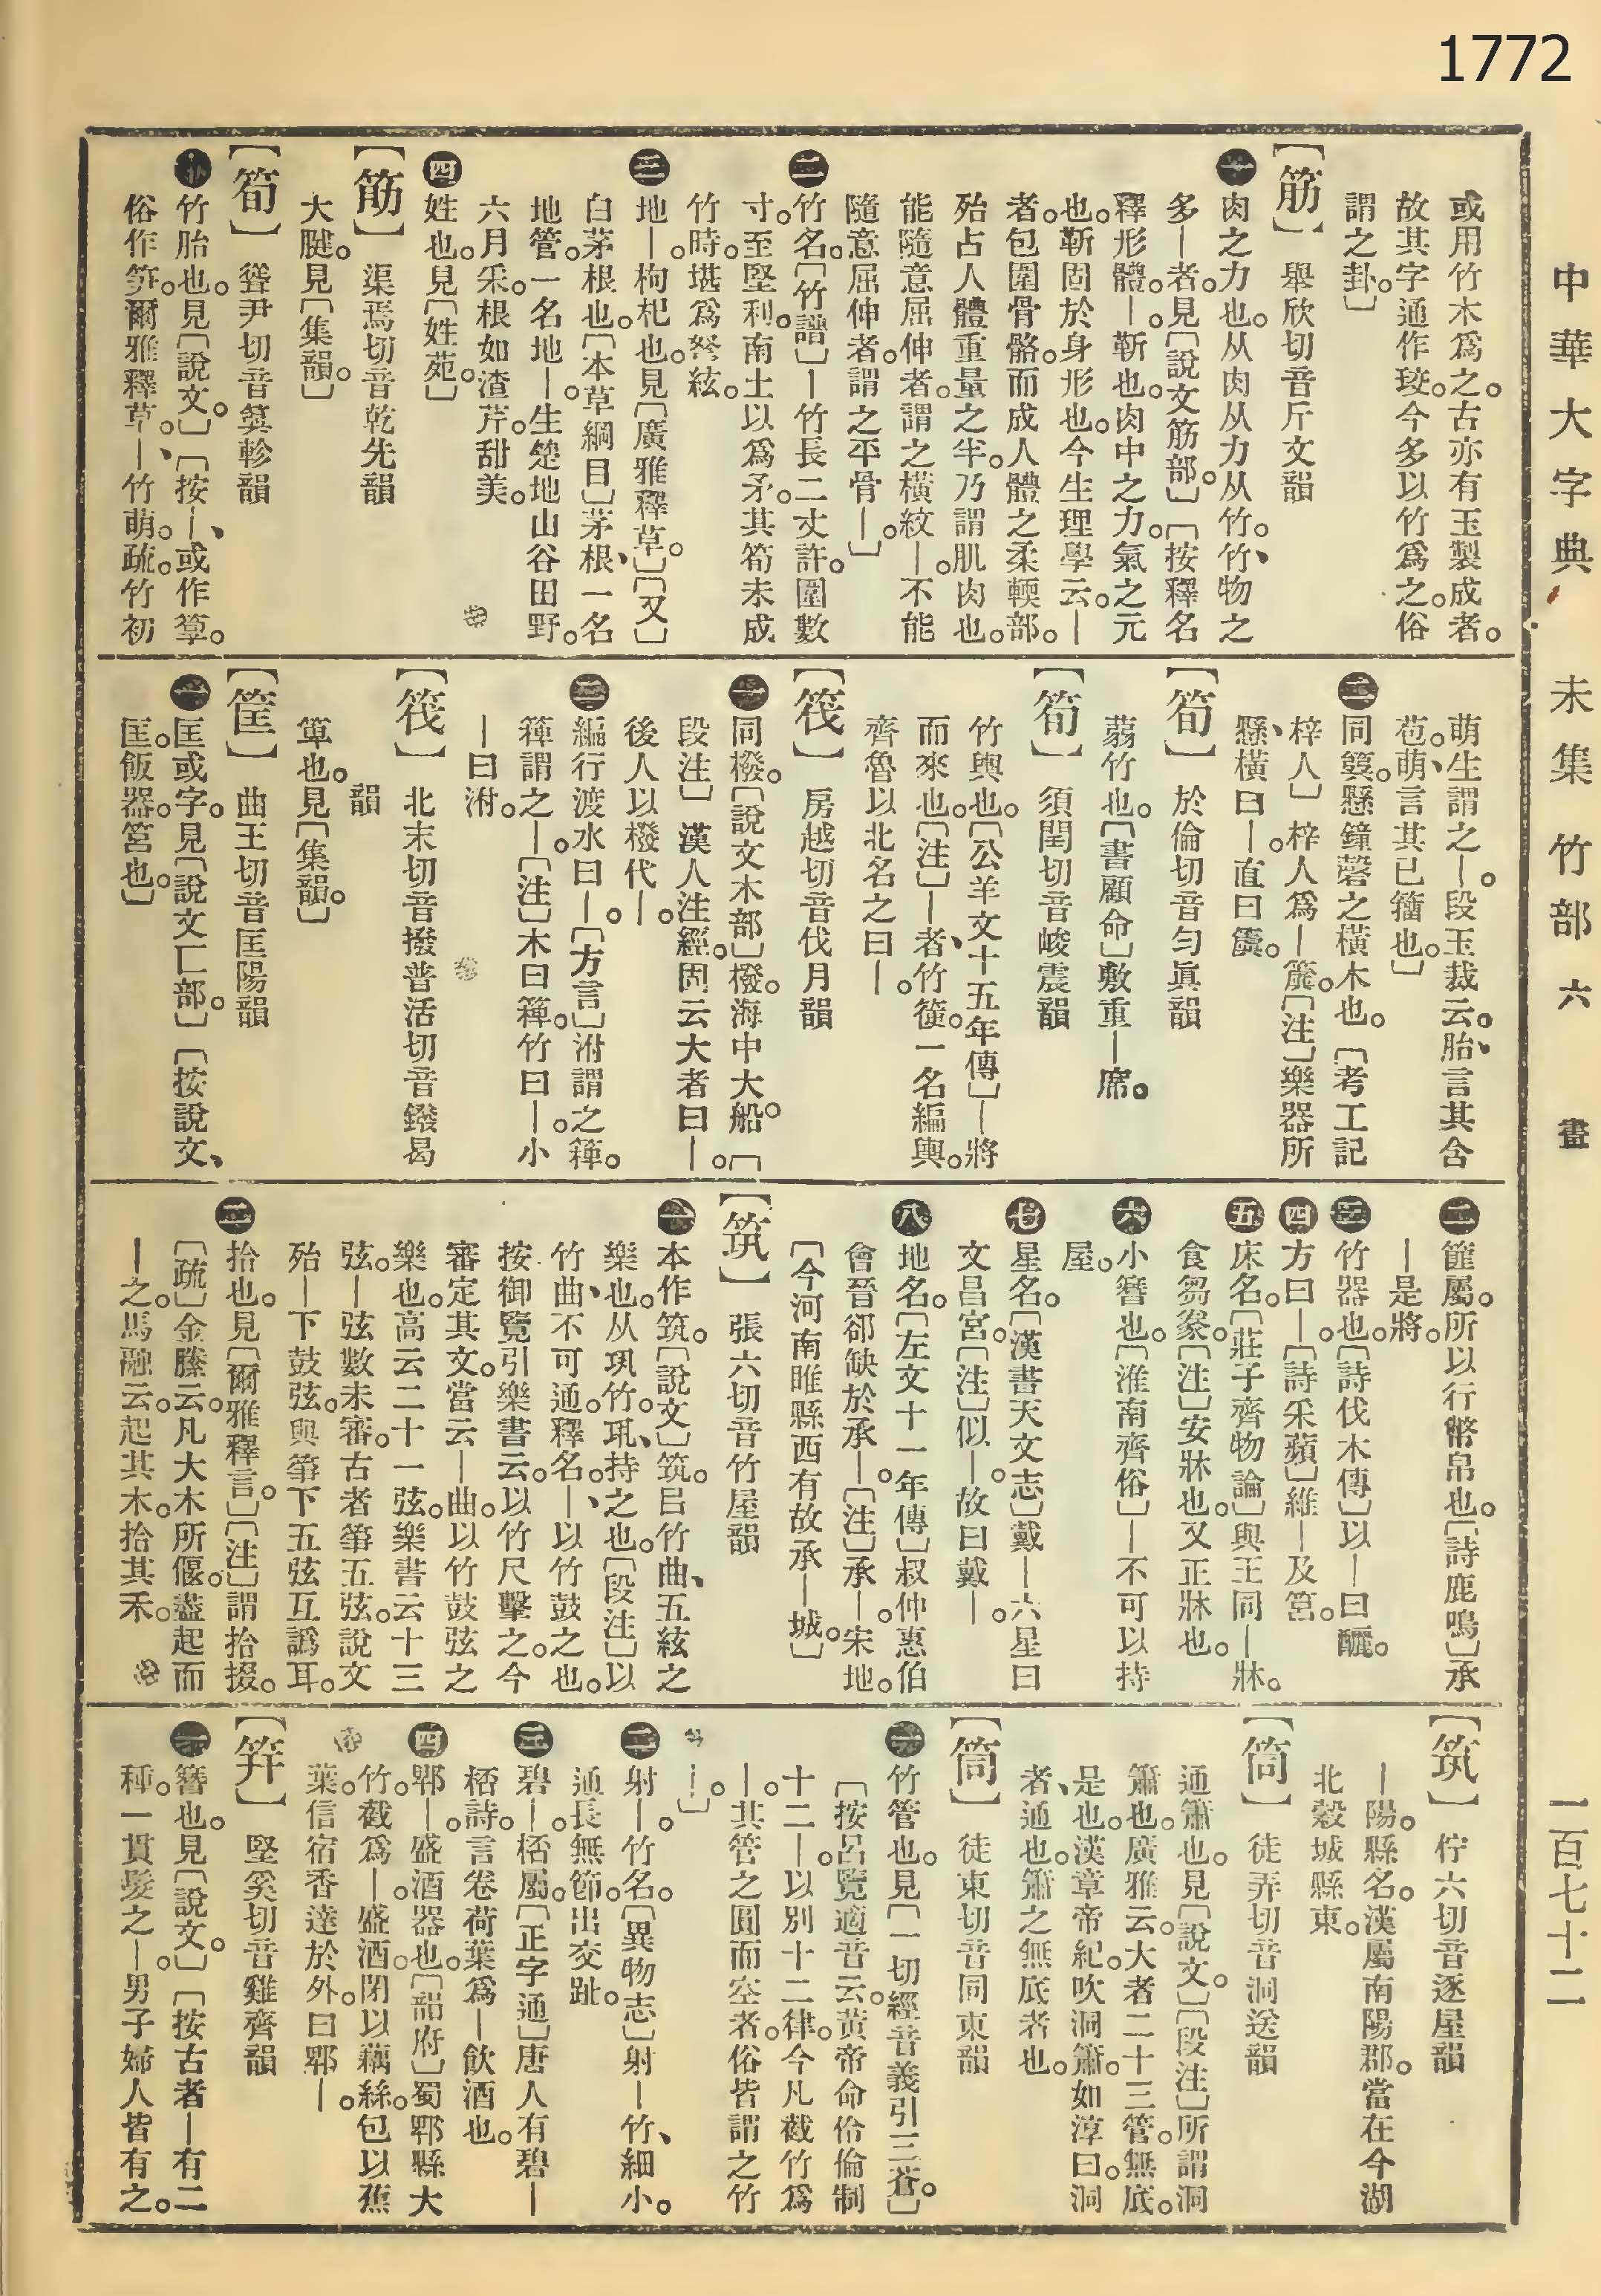 1772
中華大字典　未集　竹部　六畫　一百七十二
或用竹木爲之。古亦有玉製成者。
故其字通作珓。今多以竹爲之。俗
謂之卦。〕
〔筋〕　舉欣切音斤文韻
一　肉之力也。从肉从力从竹。竹、物之
多｜者。見〔說文筋部。〕〔按釋名
釋形體。｜。靳也。肉中之力。氣之元
也。靳固於身形也。今生理學云。｜
者。包圍骨骼。而成人體之柔輭部。
殆占人體重量之半。乃謂肌肉也。
能隨意屈伸者。謂之橫紋｜。不能
隨意屈伸者。謂之平骨｜。〕
二　竹名。〔竹譜〕｜竹長二丈許。圍數
寸。至堅利。南土以爲矛。其筍未成
竹時。堪爲弩絃。
三　地｜。枸杞也。見〔廣雅釋草。〕〔又〕
白茅根也。〔本草綱目〕茅根、一名
地管。一名地｜。生楚地山谷田野。
六月采。根如渣芹。甜美。
四　姓也。見〔姓苑。〕
〔筋〕　渠焉切音乾先韻
大腱。見〔集韻。〕
〔筍〕　聳尹切音簨軫韻
一　竹胎也。見〔說文。〕〔按｜、或作箰。
俗作笋。爾雅釋草。｜、竹萌。疏。竹初
萌生謂之｜。段玉裁云。胎、言其含
苞。萌、言其已籀也。〕
二　同簨。懸鐘磬之橫木也。〔考工記
梓人〕梓人爲｜簴。〔注〕樂器所
懸、橫曰｜。直曰簴。
〔筍〕　於倫切音勻眞韻
蒻竹也。〔書顧命〕敷重｜席。
〔筍〕　須閏切音峻震韻
竹輿也。〔公羊文十五年傳〕｜將
而來也。〔注〕｜者、竹箯。一名編輿。
齊魯以北名之曰｜。
〔筏〕　房越切音伐月韻
一　同橃。〔說文木部〕橃。海中大船。〔
段注〕漢人注經。固云大者曰｜。
後人以橃代｜。
二　編行渡水曰｜。〔方言〕泭謂之䉬。
䉬謂之｜。〔注〕木曰䉬。竹曰｜。小
｜曰泭。
〔筏〕　北末切音撥普活切音鏺曷
韻
箄也。見〔集韻。〕
〔筐〕　曲王切音匡陽韻
一　匡或字。見〔說文匚部。〕〔按說文、
匡。飯器。筥也。〕
二　篚屬。所以行幣帛也。〔詩鹿鳴〕承
｜是將。
三　竹器也。〔詩伐木傳〕以｜曰釃。
四　方曰｜。〔詩采蘋〕維｜及筥。
五　床名。〔莊子齊物論〕與王同｜牀。
食芻豢。〔注〕安牀也。又正牀也。
六　小簪也。〔淮南齊俗〕｜不可以持
屋。
七　星名。〔漢書天文志〕戴｜六星曰
文昌宮。〔注〕似｜。故曰戴｜。
八　地名。〔左文十一年傳〕叔仲惠伯
會晉郤缺於承｜。〔注〕承｜。宋地。
〔今河南睢縣西有故承｜城。〕
〔筑〕　張六切音竹屋韻
一　本作筑。〔說文〕筑。吕竹曲、五絃之
樂也。从巩竹。巩、持之也。〔段注〕以
竹曲、不可通。釋名。｜、以竹鼓之也。
按御覽引樂書云。以竹尺擊之。今
審定其文。當云｜。曲以竹鼓弦之
樂也。高云二十一弦。樂書云十三
弦。｜弦數未審。古者箏五弦。說文
殆｜下鼓弦。與箏下五弦互譌耳。
二　拾也。見〔爾雅釋言。〕〔注〕謂拾掇。
〔疏〕金縢云。凡大木所偃。盡起而
｜之。馬融云。起其木。拾其禾。
〔筑〕　佇六切音逐屋韻
｜陽。縣名。漢屬南陽郡。當在今湖
北穀城縣東。
〔筒〕　徒弄切音洞送韻
通簫也。見〔說文。〕〔段注〕所謂洞
簫也。廣雅云。大者二十三管。無底。
是也。漢章帝紀。吹洞簫。如淳曰。洞
者、通也。簫之無底者也。
〔筒〕　徒東切音同東韻
一　竹管也。見〔一切經音義引三蒼。〕
〔按呂覽適音云。黃帝命伶倫制
十二｜。以別十二律。今凡截竹爲
｜。其管之圓而空者。俗皆謂之竹
｜。〕
二　射｜。竹名。〔異物志〕射｜竹、細小。
通長無節。出交趾。
三　碧｜。桮屬。〔正字通〕唐人有碧｜
桮詩。言卷荷葉爲｜飲酒也。
四　郫｜。盛酒器也。〔韻府〕蜀郫縣大
竹。截爲｜。盛酒。閉以藕絲。包以蕉
葉。信宿香達於外。曰郫｜。
〔笄〕　堅奚切音雞齊韻
一　簪也。見〔說文。〕〔按古者｜有二
種。一貫髮之｜。男子婦人皆有之。